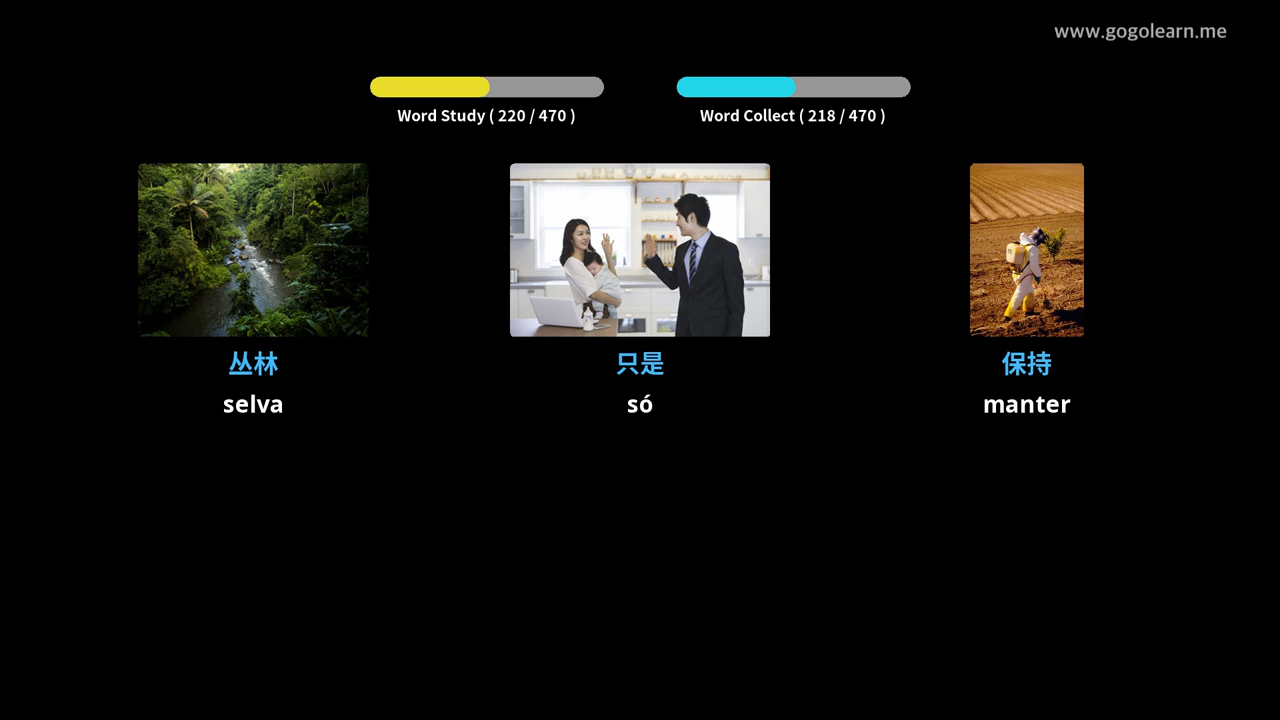 www.gogolearn.me
Word Study ( 220 / 470 )
Word Collect ( 218 / 470 )
丛林
只是
保持
selva
só
manter